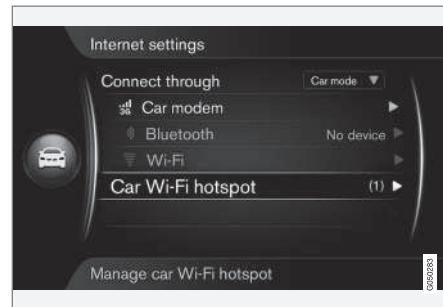 Internet settings
Connect through Car mode
3G Car modem
Bluetooth No device
Wi-Fi
Car Wi-Fi hotspot (1)
Manage car Wi-Fi hotspot
G050283